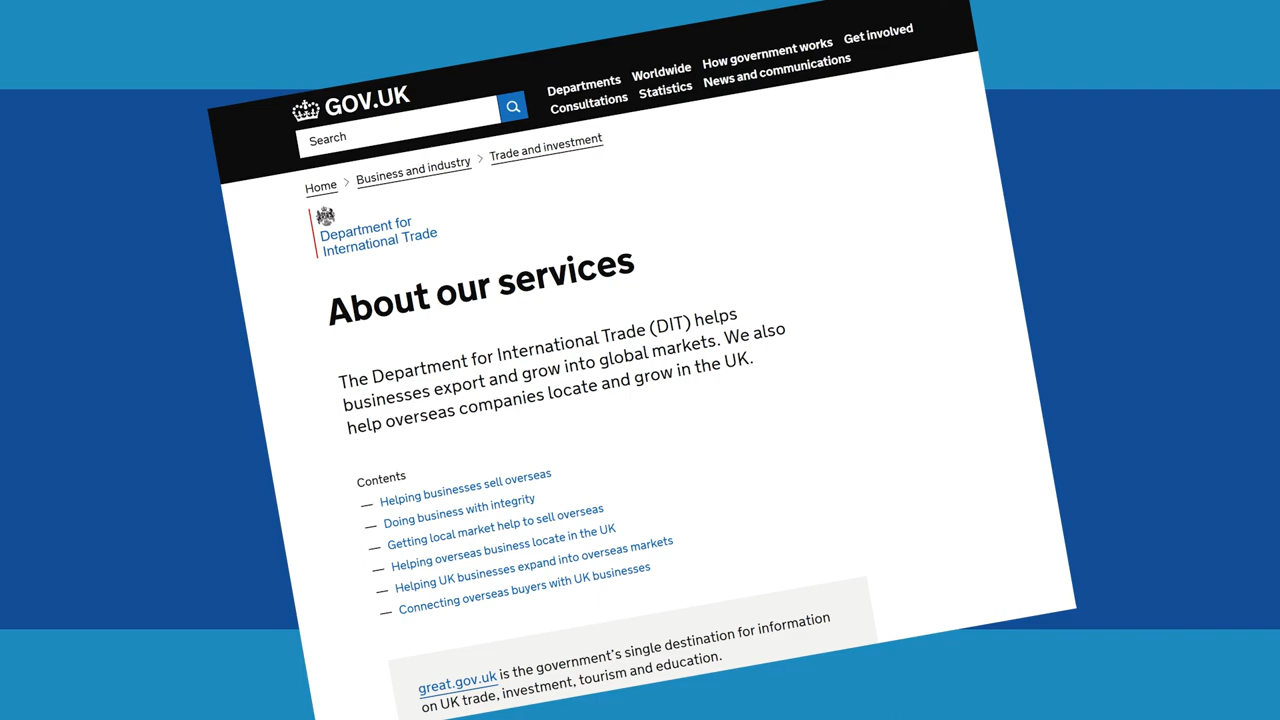 GOV.UK
Search
Departments Worldwide How government works Get involved
Consultations Statistics News and communications
Home > Business and industry > Trade and investment
Department for
International Trade
About our services
The Department for International Trade (DIT) helps
businesses export and grow into global markets. We also
help overseas companies locate and grow in the UK.
Contents
— Helping businesses sell overseas
— Doing business with integrity
— Getting local market help to sell overseas
— Helping overseas business locate in the UK
— Helping UK businesses expand into overseas markets
— Connecting overseas buyers with UK businesses
great.gov.uk is the government's single destination for information
on UK trade, investment, tourism and education.